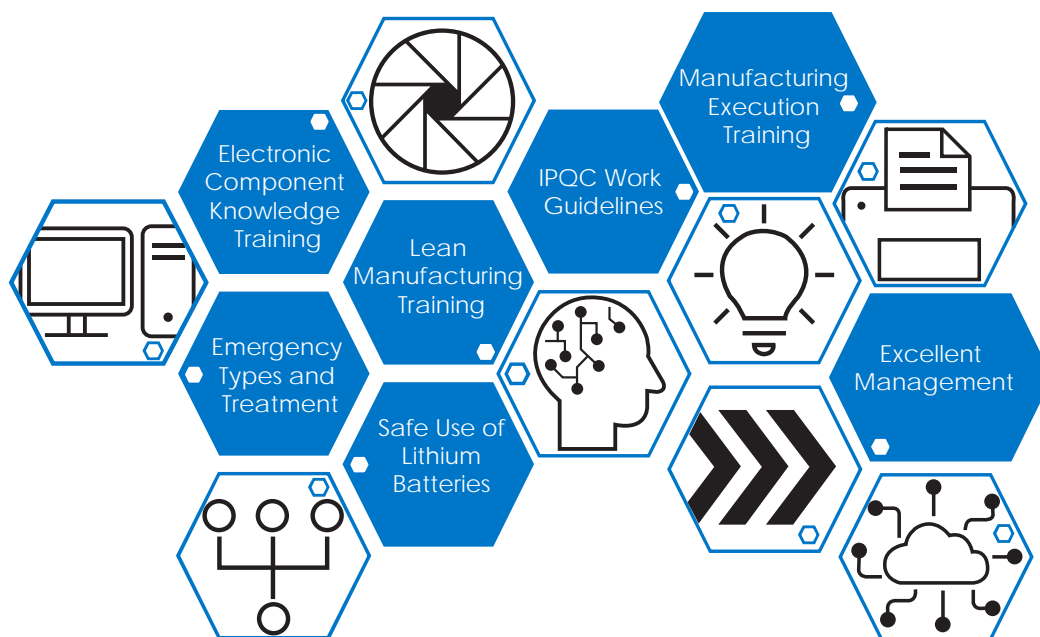 Electronic
Component
Knowledge
Training
Emergency
Types and
Treatment
Lean
Manufacturing
Training
Safe Use of
Lithium
Batteries
IPQC Work
Guidelines
Manufacturing
Execution
Training
Excellent
Management